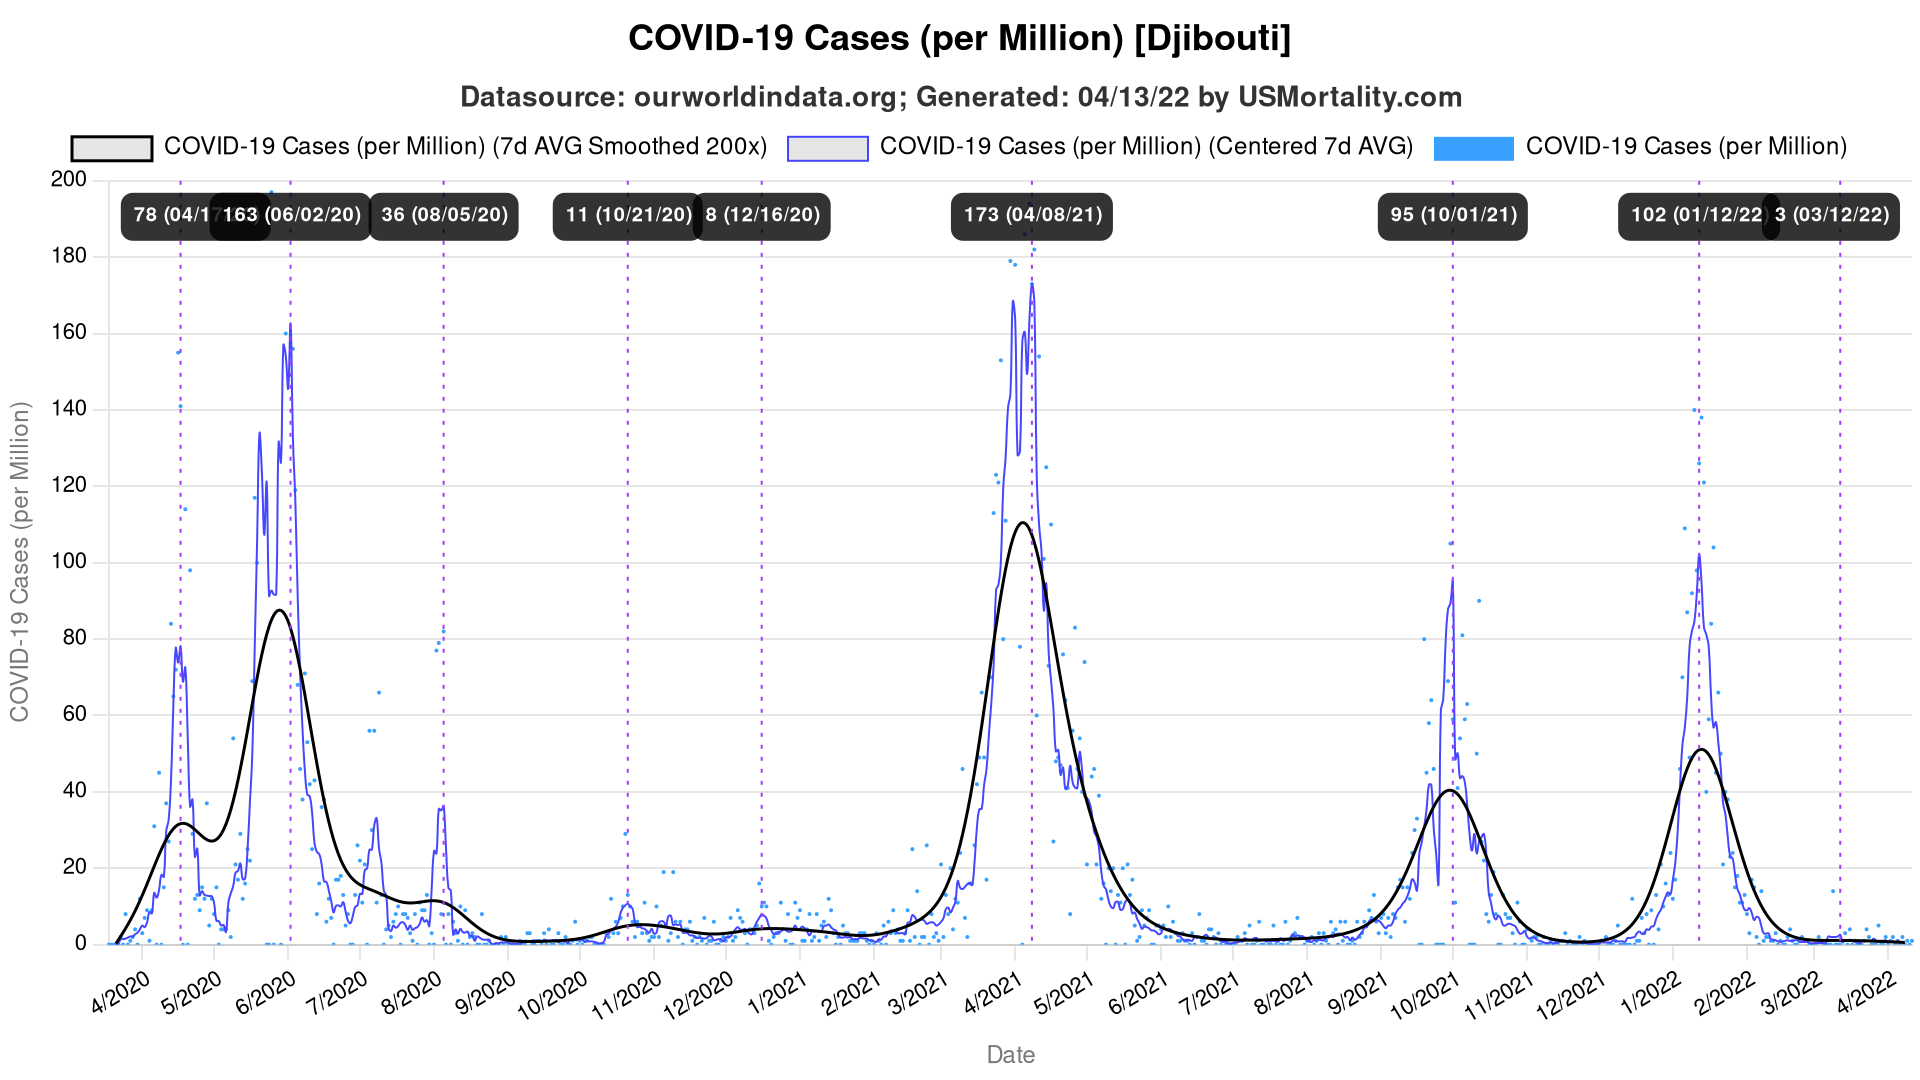 COVID-19 Cases (per Million) [Djibouti]
Datasource: ourworldindata.org; Generated: 04/13/22 by USMortality.com
COVID-19 Cases (per Million) (7d AVG Smoothed 200x) COVID-19 Cases (per Million) (Centered 7d AVG) COVID-19 Cases (per Million)
78 (04/17 163 (06/02/20) 36 (08/05/20) 11 (10/21/20) 8 (12/16/20) 173 (04/08/21) 95 (10/01/21) 102 (01/12/22) 3 (03/12/22)
200
180
160
140
120
100
80
60
40
20
0
COVID-19 Cases (per Million)
4/2020 5/2020 6/2020 7/2020 8/2020 9/2020 10/2020 11/2020 12/2020 1/2021 2/2021 3/2021 4/2021 5/2021 6/2021 7/2021 8/2021 9/2021 10/2021 11/2021 12/2021 1/2022 2/2022 3/2022 4/2022
Date